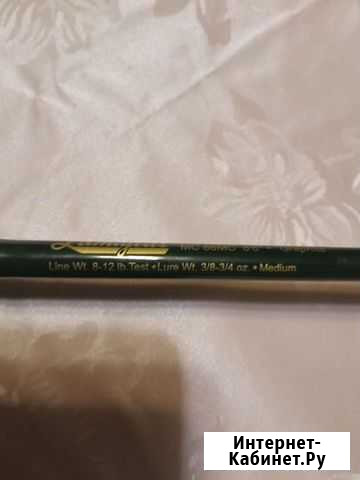 Line Wt. 8-12 lb. Test • Lure Wt. 3/8-3/4 oz. • Medium
Интернет-
Кабинет.Ру